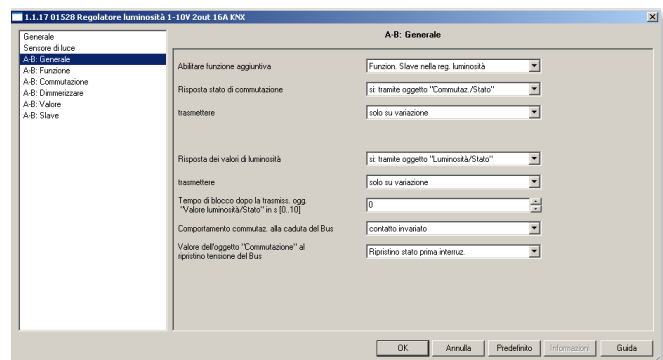 1.1.17 01528 Regolatore luminosità 1-10V 2out 16A KNX
Generale
Sensore di luce
A-B: Generale
A-B: Funzione
A-B: Commutazione
A-B: Dimmerizzare
A-B: Valore
A-B: Slave
A-B: Generale
Abilitare funzione aggiuntiva
Funzion. Slave nella reg. luminosità
Risposta stato di commutazione
si: tramite oggetto "Commutaz./Stato"
trasmettere
solo su variazione
Risposta dei valori di luminosità
si: tramite oggetto "Luminosità/Stato"
trasmettere
solo su variazione
Tempo di blocco dopo la trasmiss. ogg.
"Valore luminosità/Stato" in s [0..10]
0
Comportamento commutaz. alla caduta del Bus
contatto invariato
Valore dell'oggetto "Commutazione" al
ripristino tensione del Bus
Ripristino stato prima interruz.
OK
Annulla
Predefinito
Informazioni
Guida